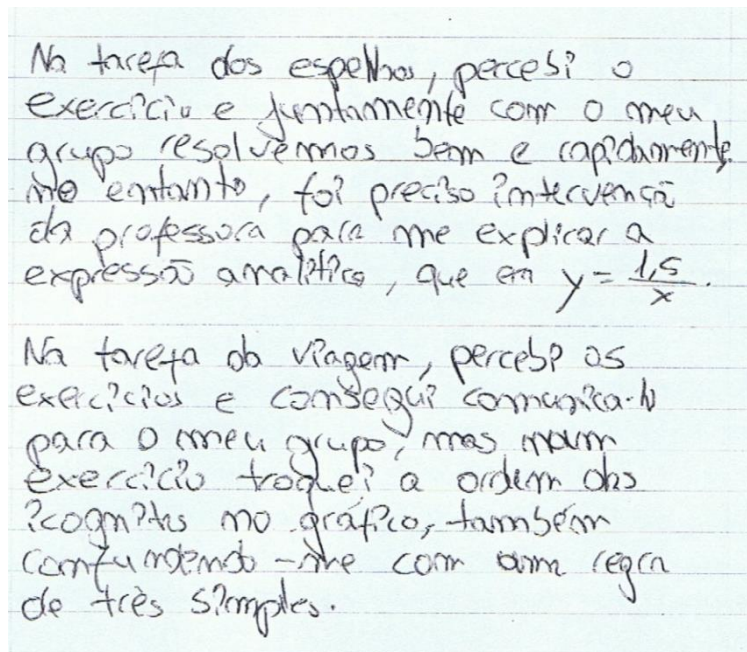 Na tarefa dos espelhos, percebi o
exercício e juntamente com o meu
grupo resolvemos bem e rapidamente.
no entanto, foi preciso intervençã
da professora para me explicar a
expressão analítica, que era y = 1,5/x.
Na tarefa da viagem, percebi os
exercícios e consegui comunica-lo
para o meu grupo, mas num
exercício troquei a ordem das
icognitas no gráfico, também
confundindo-me com uma regra
de três simples.